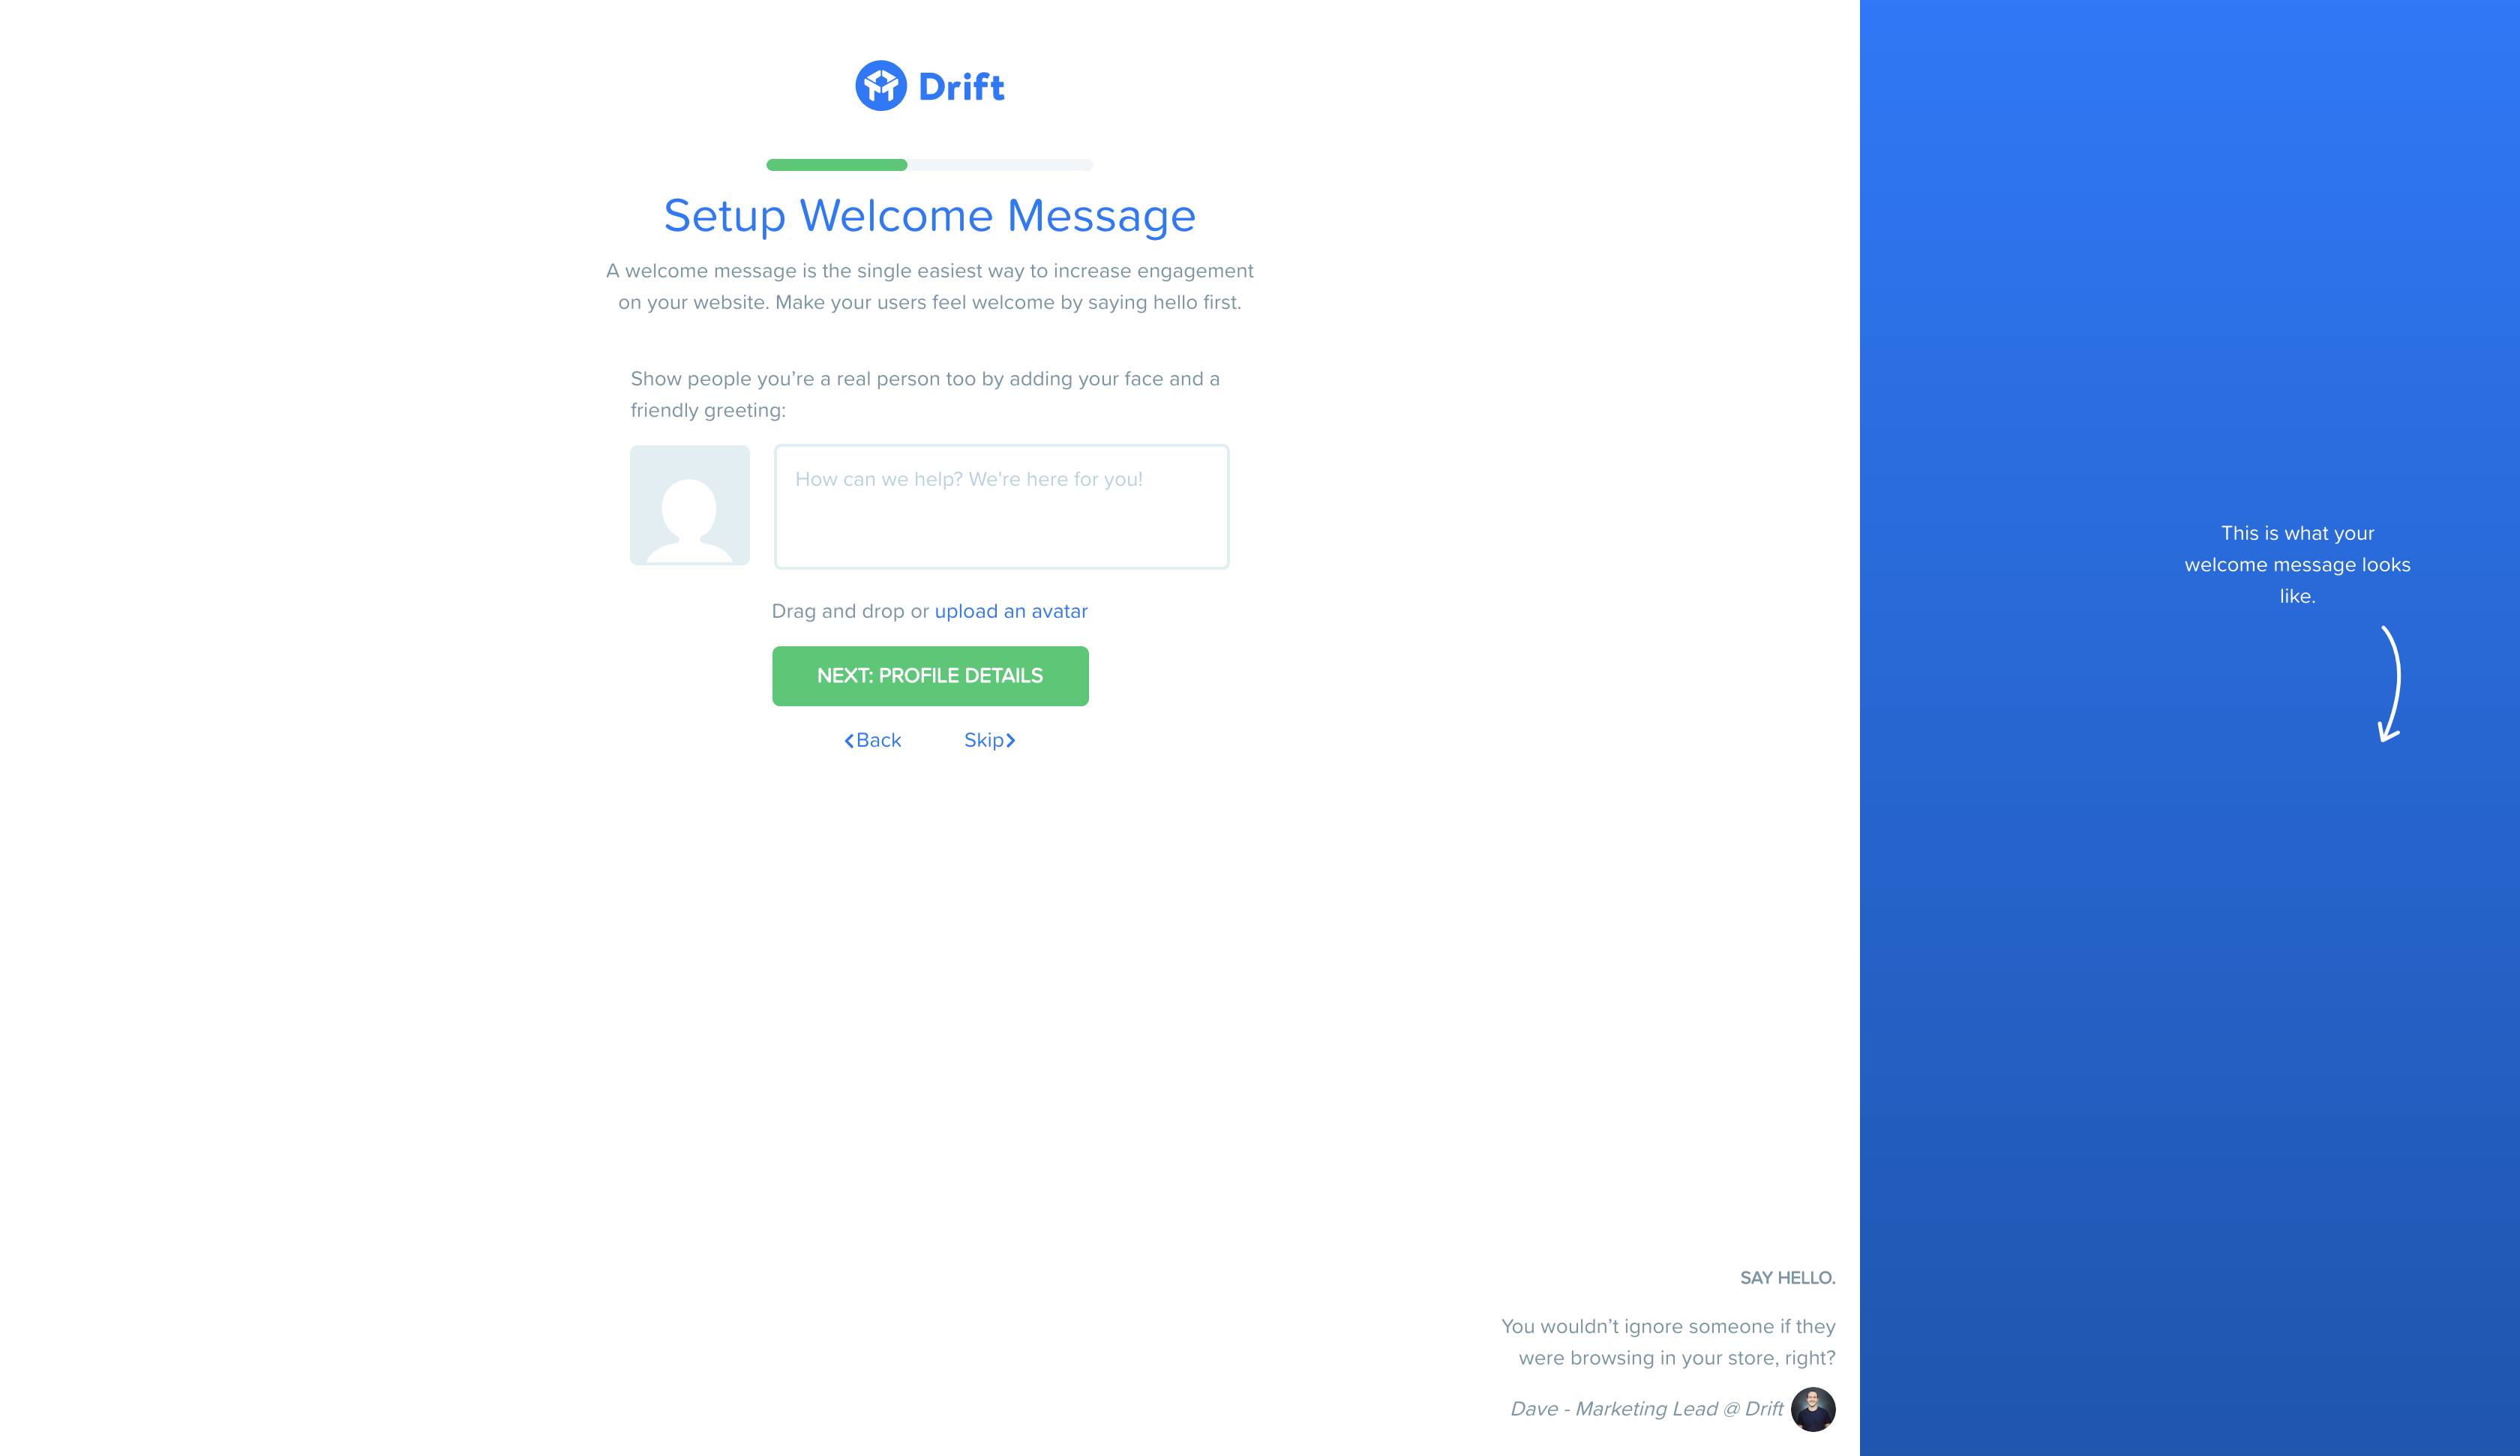 Drift
Setup Welcome Message
A welcome message is the single easiest way to increase engagement
on your website. Make your users feel welcome by saying hello first.
Show people you’re a real person too by adding your face and a
friendly greeting:
How can we help? We're here for you!
Drag and drop or upload an avatar
NEXT: PROFILE DETAILS
Back
Skip
This is what your
welcome message looks
like.
SAY HELLO.
You wouldn’t ignore someone if they
were browsing in your store, right?
Dave - Marketing Lead @ Drift